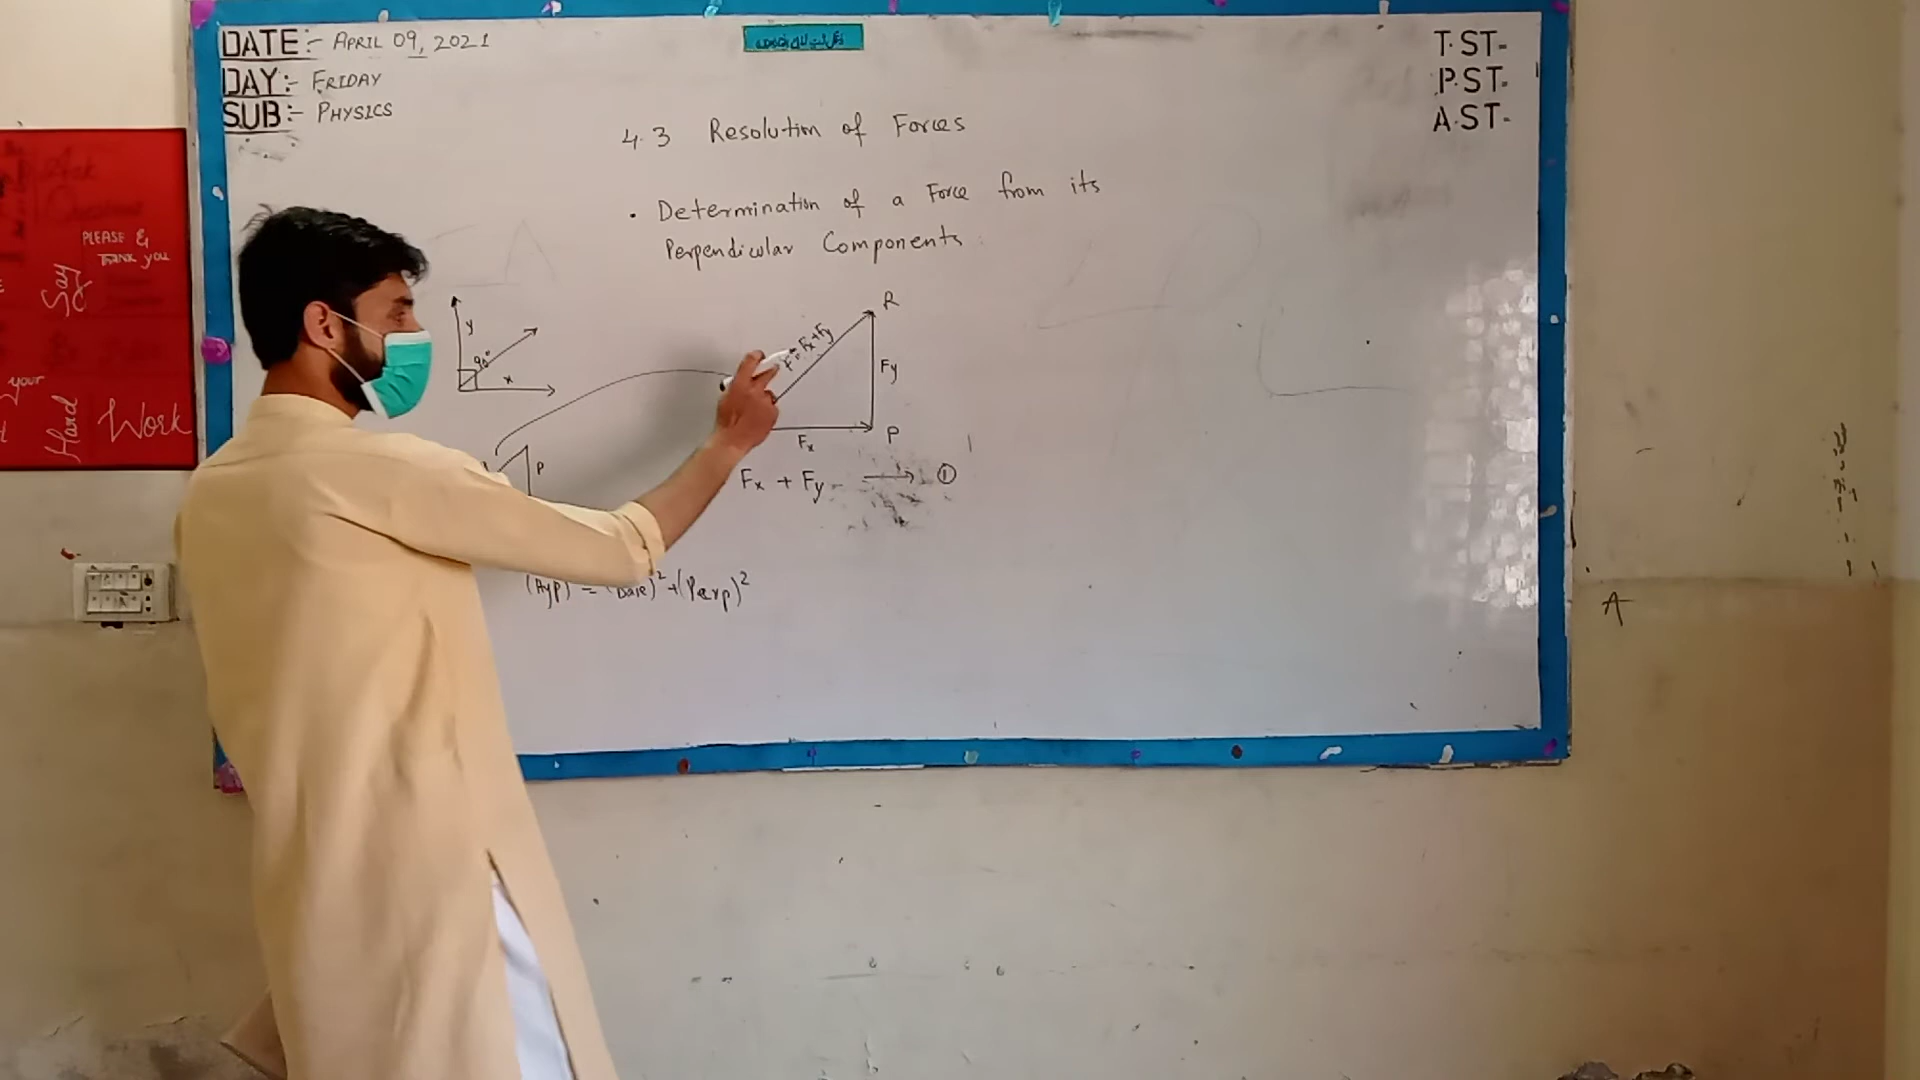 DATE:- APRIL 09, 2021
DAY:- FRIDAY
SUB:- PHYSICS
T.ST-
P.ST-
A.ST-
4.3 Resolution of Forces
• Determination of a Force from its
Perpendicular Components
y
90°
x
R
F = Fx + Fy
Fy
Fx
P
P
Fx + Fy → ①
(Hyp) = (Base)² + (Perp)²
PLEASE &
THANK you
Say
your
Hard
Work
A